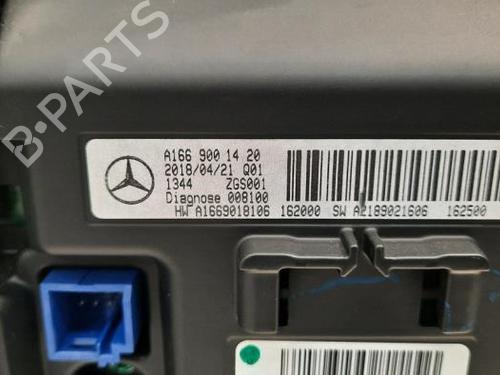 A166 900 14 20
2018/04/21 Q01
1344 ZGS001
Diagnose 008100
HW A1669018106 162000 SW A2189021606 162500
B PARTS